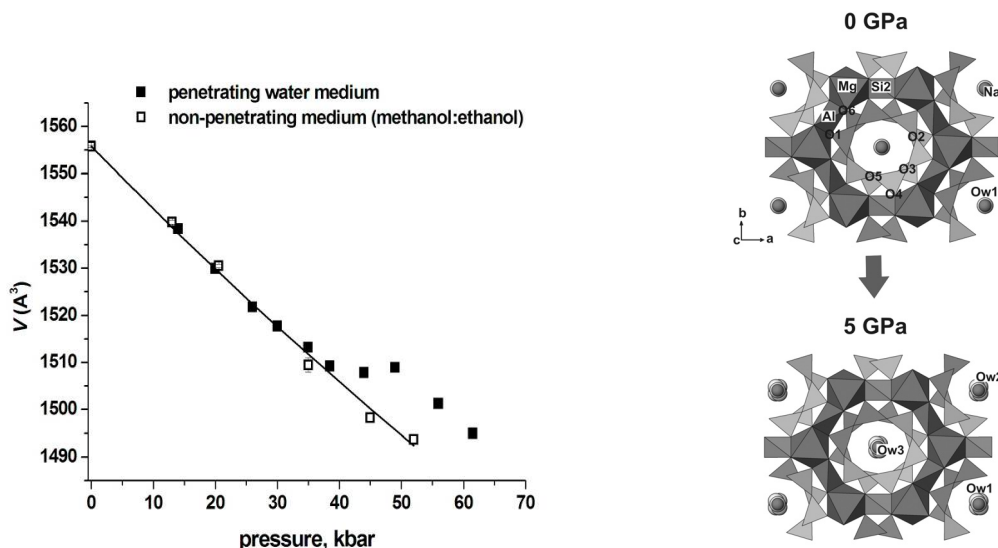 penetrating water medium
non-penetrating medium (methanol:ethanol)
V (A³)
1560
1550
1540
1530
1520
1510
1500
1490
0 10 20 30 40 50 60 70
pressure, kbar
0 GPa
Mg Si2 Na
Al O6
O1 O2
O5 O3
O4 Ow1
b
c a
5 GPa
Ow2
Ow3
Ow1